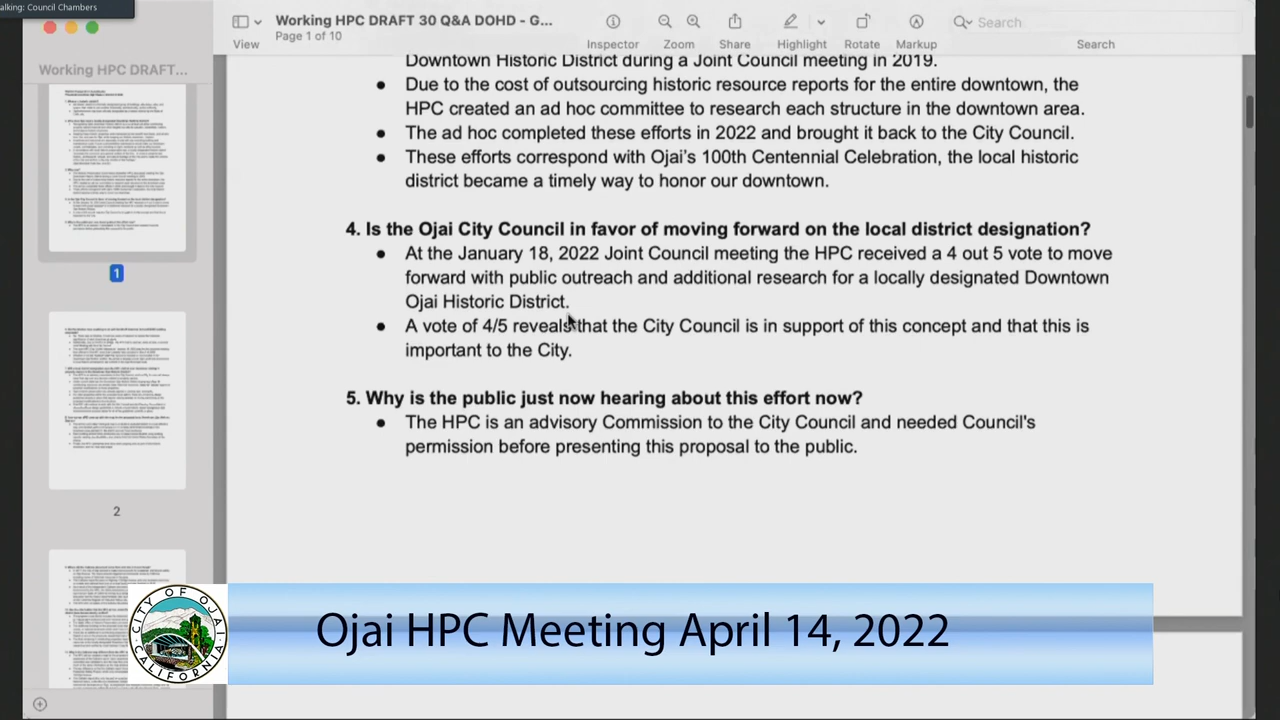 alking: Council Chambers
Working HPC DRAFT 30 Q&A DOHD - G...
Page 1 of 10
View
Inspector
Zoom
Share
Highlight
Rotate
Markup
Search
Search
Working HPC DRAFT...
1
2
Downtown Historic District during a Joint Council meeting in 2019.
● Due to the cost of outsourcing historic resource reports for the entire downtown, the
HPC created an ad hoc committee to research each structure in the downtown area.
● The ad hoc completed these efforts in 2022 and brought it back to the City Council.
● These efforts correspond with Ojai's 100th Centennial Celebration, the local historic
district became a timely way to honor our downtown.
4. Is the Ojai City Council in favor of moving forward on the local district designation?
● At the January 18, 2022 Joint Council meeting the HPC received a 4 out 5 vote to move
forward with public outreach and additional research for a locally designated Downtown
Ojai Historic District.
● A vote of 4/5 reveals that the City Council is in support of this concept and that this is
important to the City.
5. Why is the public just now hearing about this effort now?
● The HPC is an advisory Commission to the City Council and needed Council's
permission before presenting this proposal to the public.
CITY OF OJAI
CALIFORNIA
Ojai HPC Meeting April 14, 2022